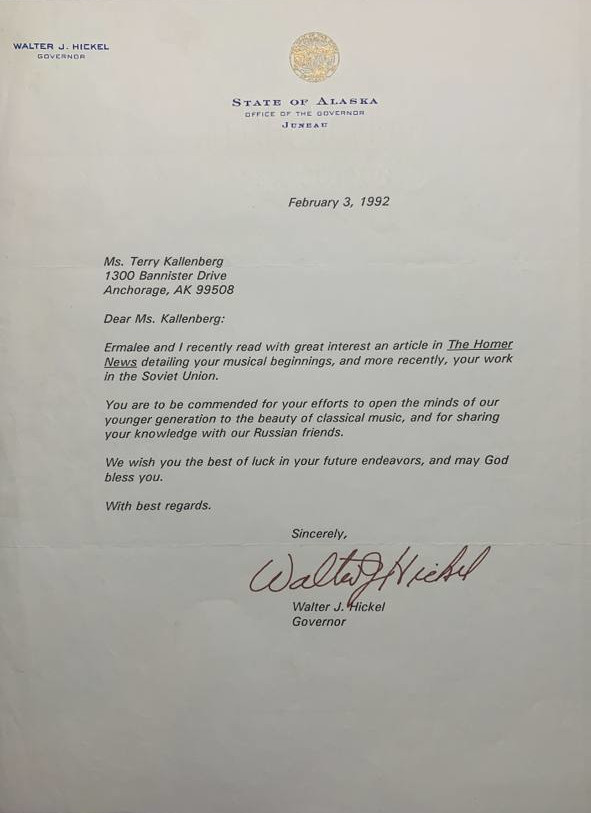 WALTER J. HICKEL
GOVERNOR
STATE OF ALASKA
OFFICE OF THE GOVERNOR
JUNEAU
February 3, 1992
Ms. Terry Kallenberg
1300 Bannister Drive
Anchorage, AK 99508
Dear Ms. Kallenberg:
Ermalee and I recently read with great interest an article in The Homer
News detailing your musical beginnings, and more recently, your work
in the Soviet Union.
You are to be commended for your efforts to open the minds of our
younger generation to the beauty of classical music, and for sharing
your knowledge with our Russian friends.
We wish you the best of luck in your future endeavors, and may God
bless you.
With best regards.
Sincerely,
Walter J Hickel
Walter J. Hickel
Governor